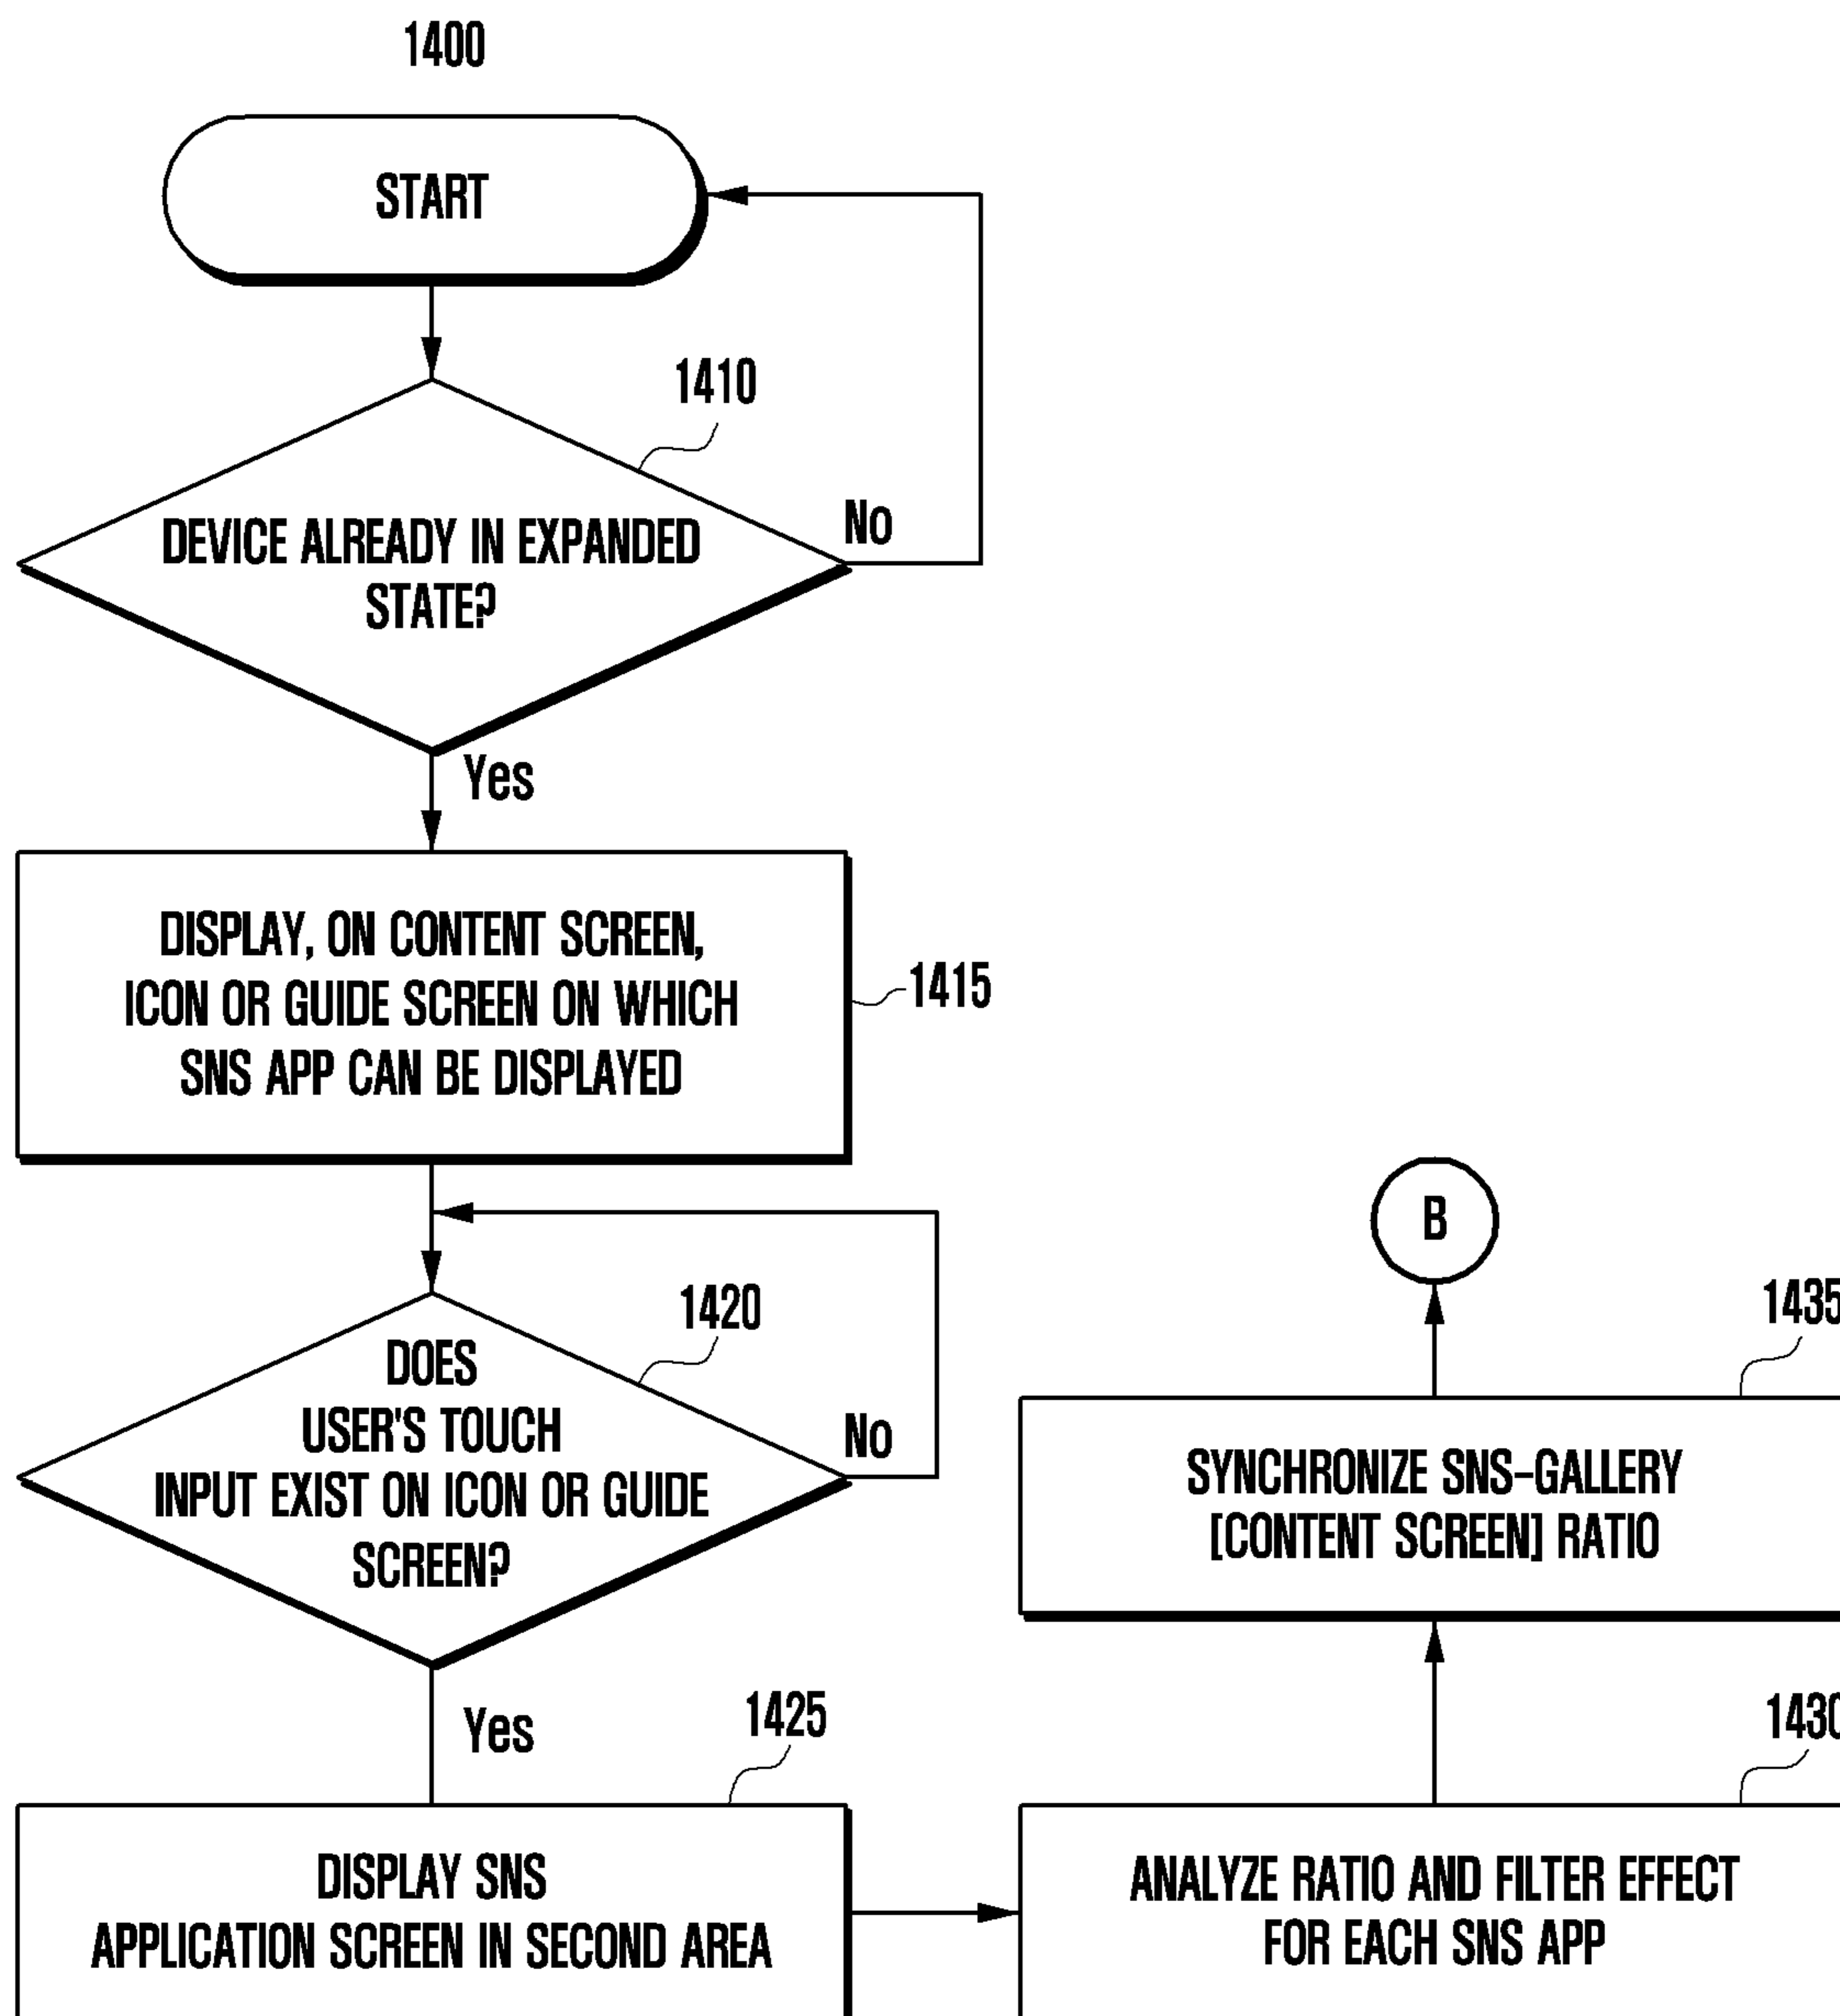 1400
START
1410
DEVICE ALREADY IN EXPANDED
STATE?
No
Yes
DISPLAY, ON CONTENT SCREEN,
ICON OR GUIDE SCREEN ON WHICH
SNS APP CAN BE DISPLAYED
1415
1420
DOES
USER'S TOUCH
INPUT EXIST ON ICON OR GUIDE
SCREEN?
No
Yes
1425
DISPLAY SNS
APPLICATION SCREEN IN SECOND AREA
1430
ANALYZE RATIO AND FILTER EFFECT
FOR EACH SNS APP
1435
SYNCHRONIZE SNS-GALLERY
[CONTENT SCREEN] RATIO
B